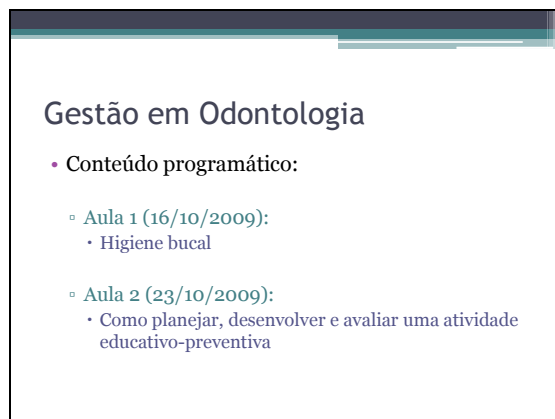 Gestão em Odontologia
• Conteúdo programático:
▫ Aula 1 (16/10/2009):
· Higiene bucal
▫ Aula 2 (23/10/2009):
· Como planejar, desenvolver e avaliar uma atividade
educativo-preventiva